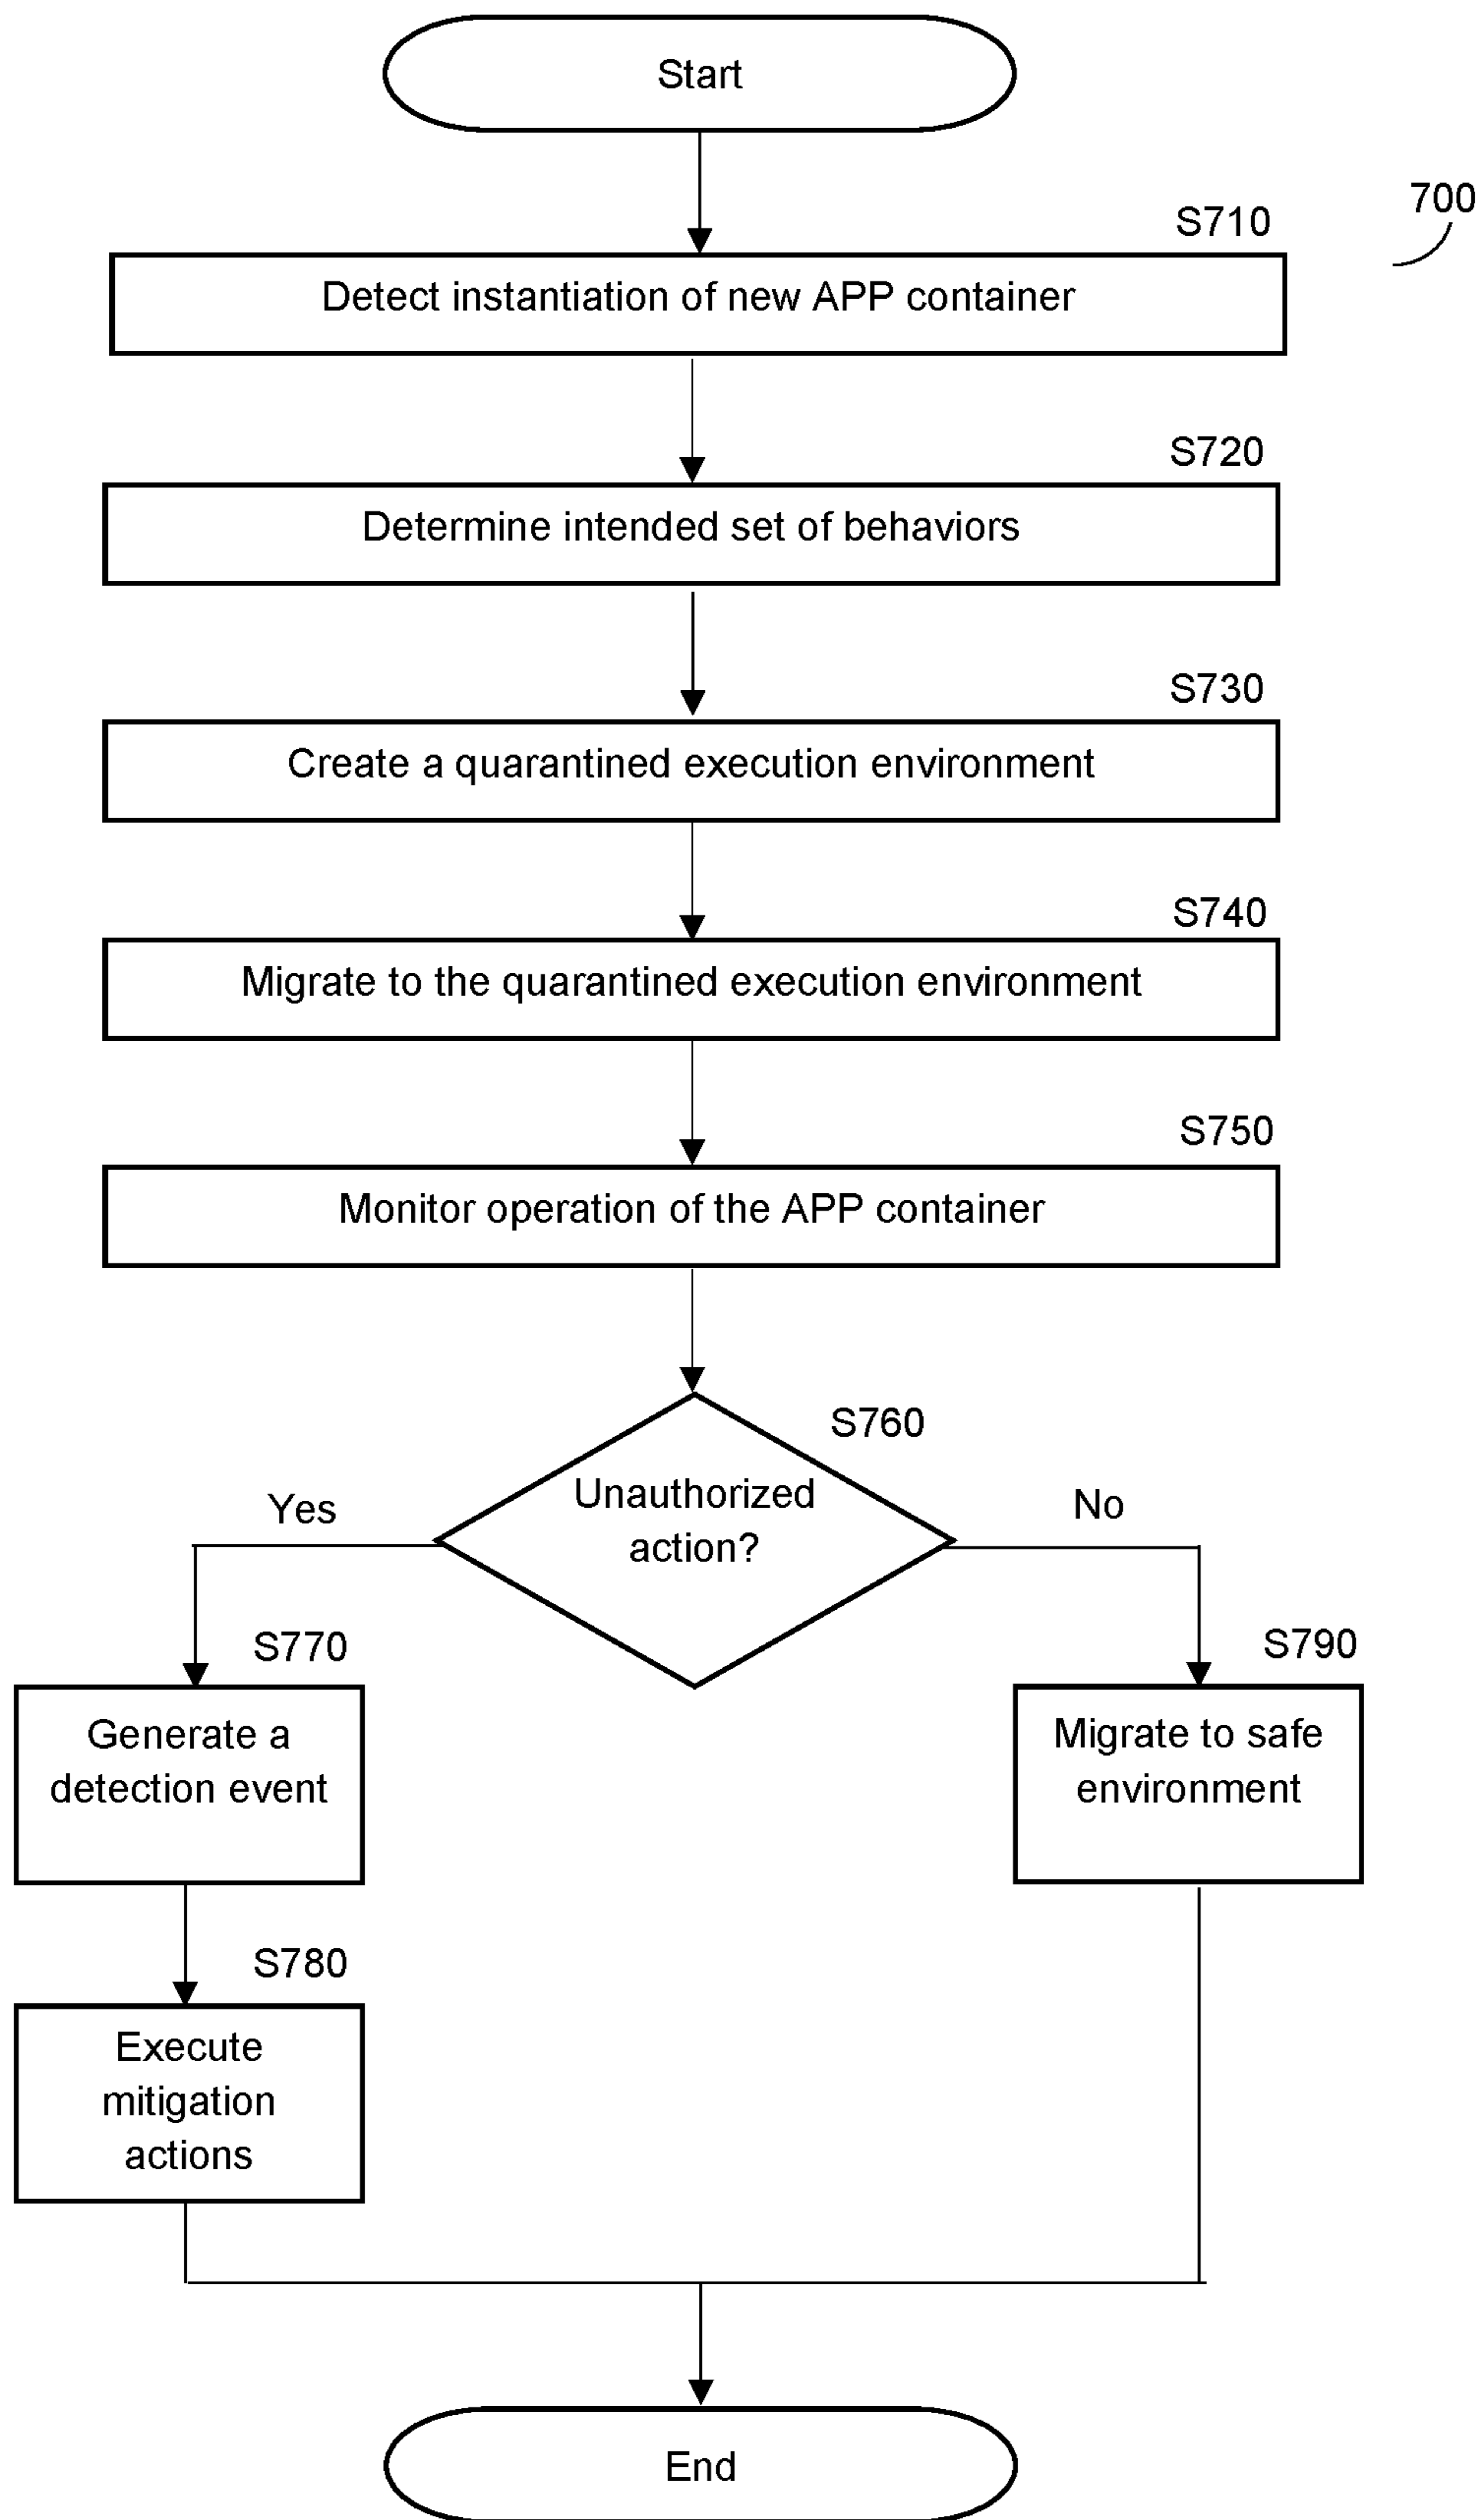 Start
700
S710
Detect instantiation of new APP container
S720
Determine intended set of behaviors
S730
Create a quarantined execution environment
S740
Migrate to the quarantined execution environment
S750
Monitor operation of the APP container
S760
Unauthorized
action?
Yes
No
S770
Generate a
detection event
S790
Migrate to safe
environment
S780
Execute
mitigation
actions
End